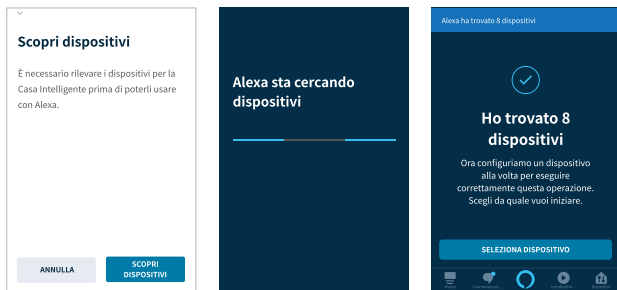 Scopri dispositivi
È necessario rilevare i dispositivi per la
Casa Intelligente prima di poterli usare
con Alexa.
ANNULLA
SCOPRI
DISPOSITIVI
Alexa sta cercando
dispositivi
Alexa ha trovato 8 dispositivi
Ho trovato 8
dispositivi
Ora configuriamo un dispositivo
alla volta per eseguire
correttamente questa operazione.
Scegli da quale vuoi iniziare.
SELEZIONA DISPOSITIVO